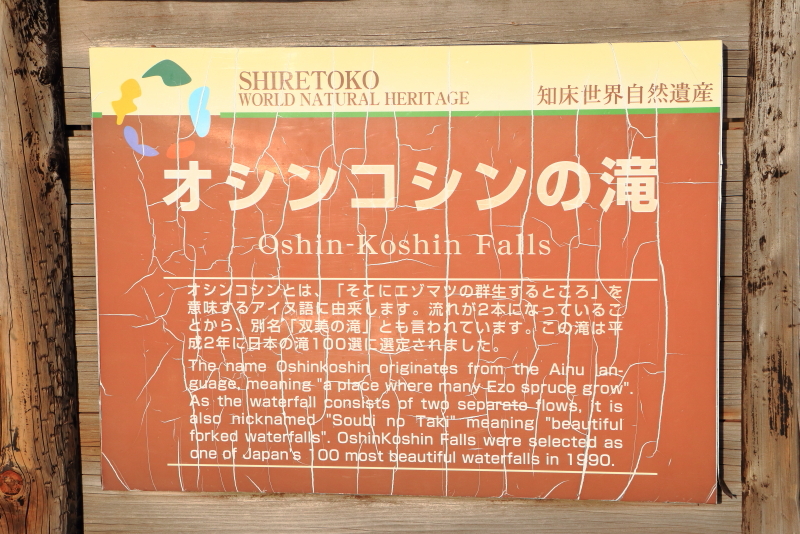 SHIRETOKO
WORLD NATURAL HERITAGE
知床世界自然遺産
オシンコシンの滝
Oshin-Koshin Falls
オシンコシンとは、「そこにエゾマツの群生するところ」を
意味するアイヌ語に由来します。流れが2本になっているこ
とから、別名「双美の滝」とも言われています。この滝は平
成2年に日本の滝100選に選定されました。
The name Oshinkoshin originates from the Ainu lan-
guage, meaning "a place where many Ezo spruce grow".
As the waterfall consists of two separate flows, it is
also nicknamed "Soubi no Taki" meaning "beautiful
forked waterfalls". OshinKoshin Falls were selected as
one of Japan's 100 most beautiful waterfalls in 1990.